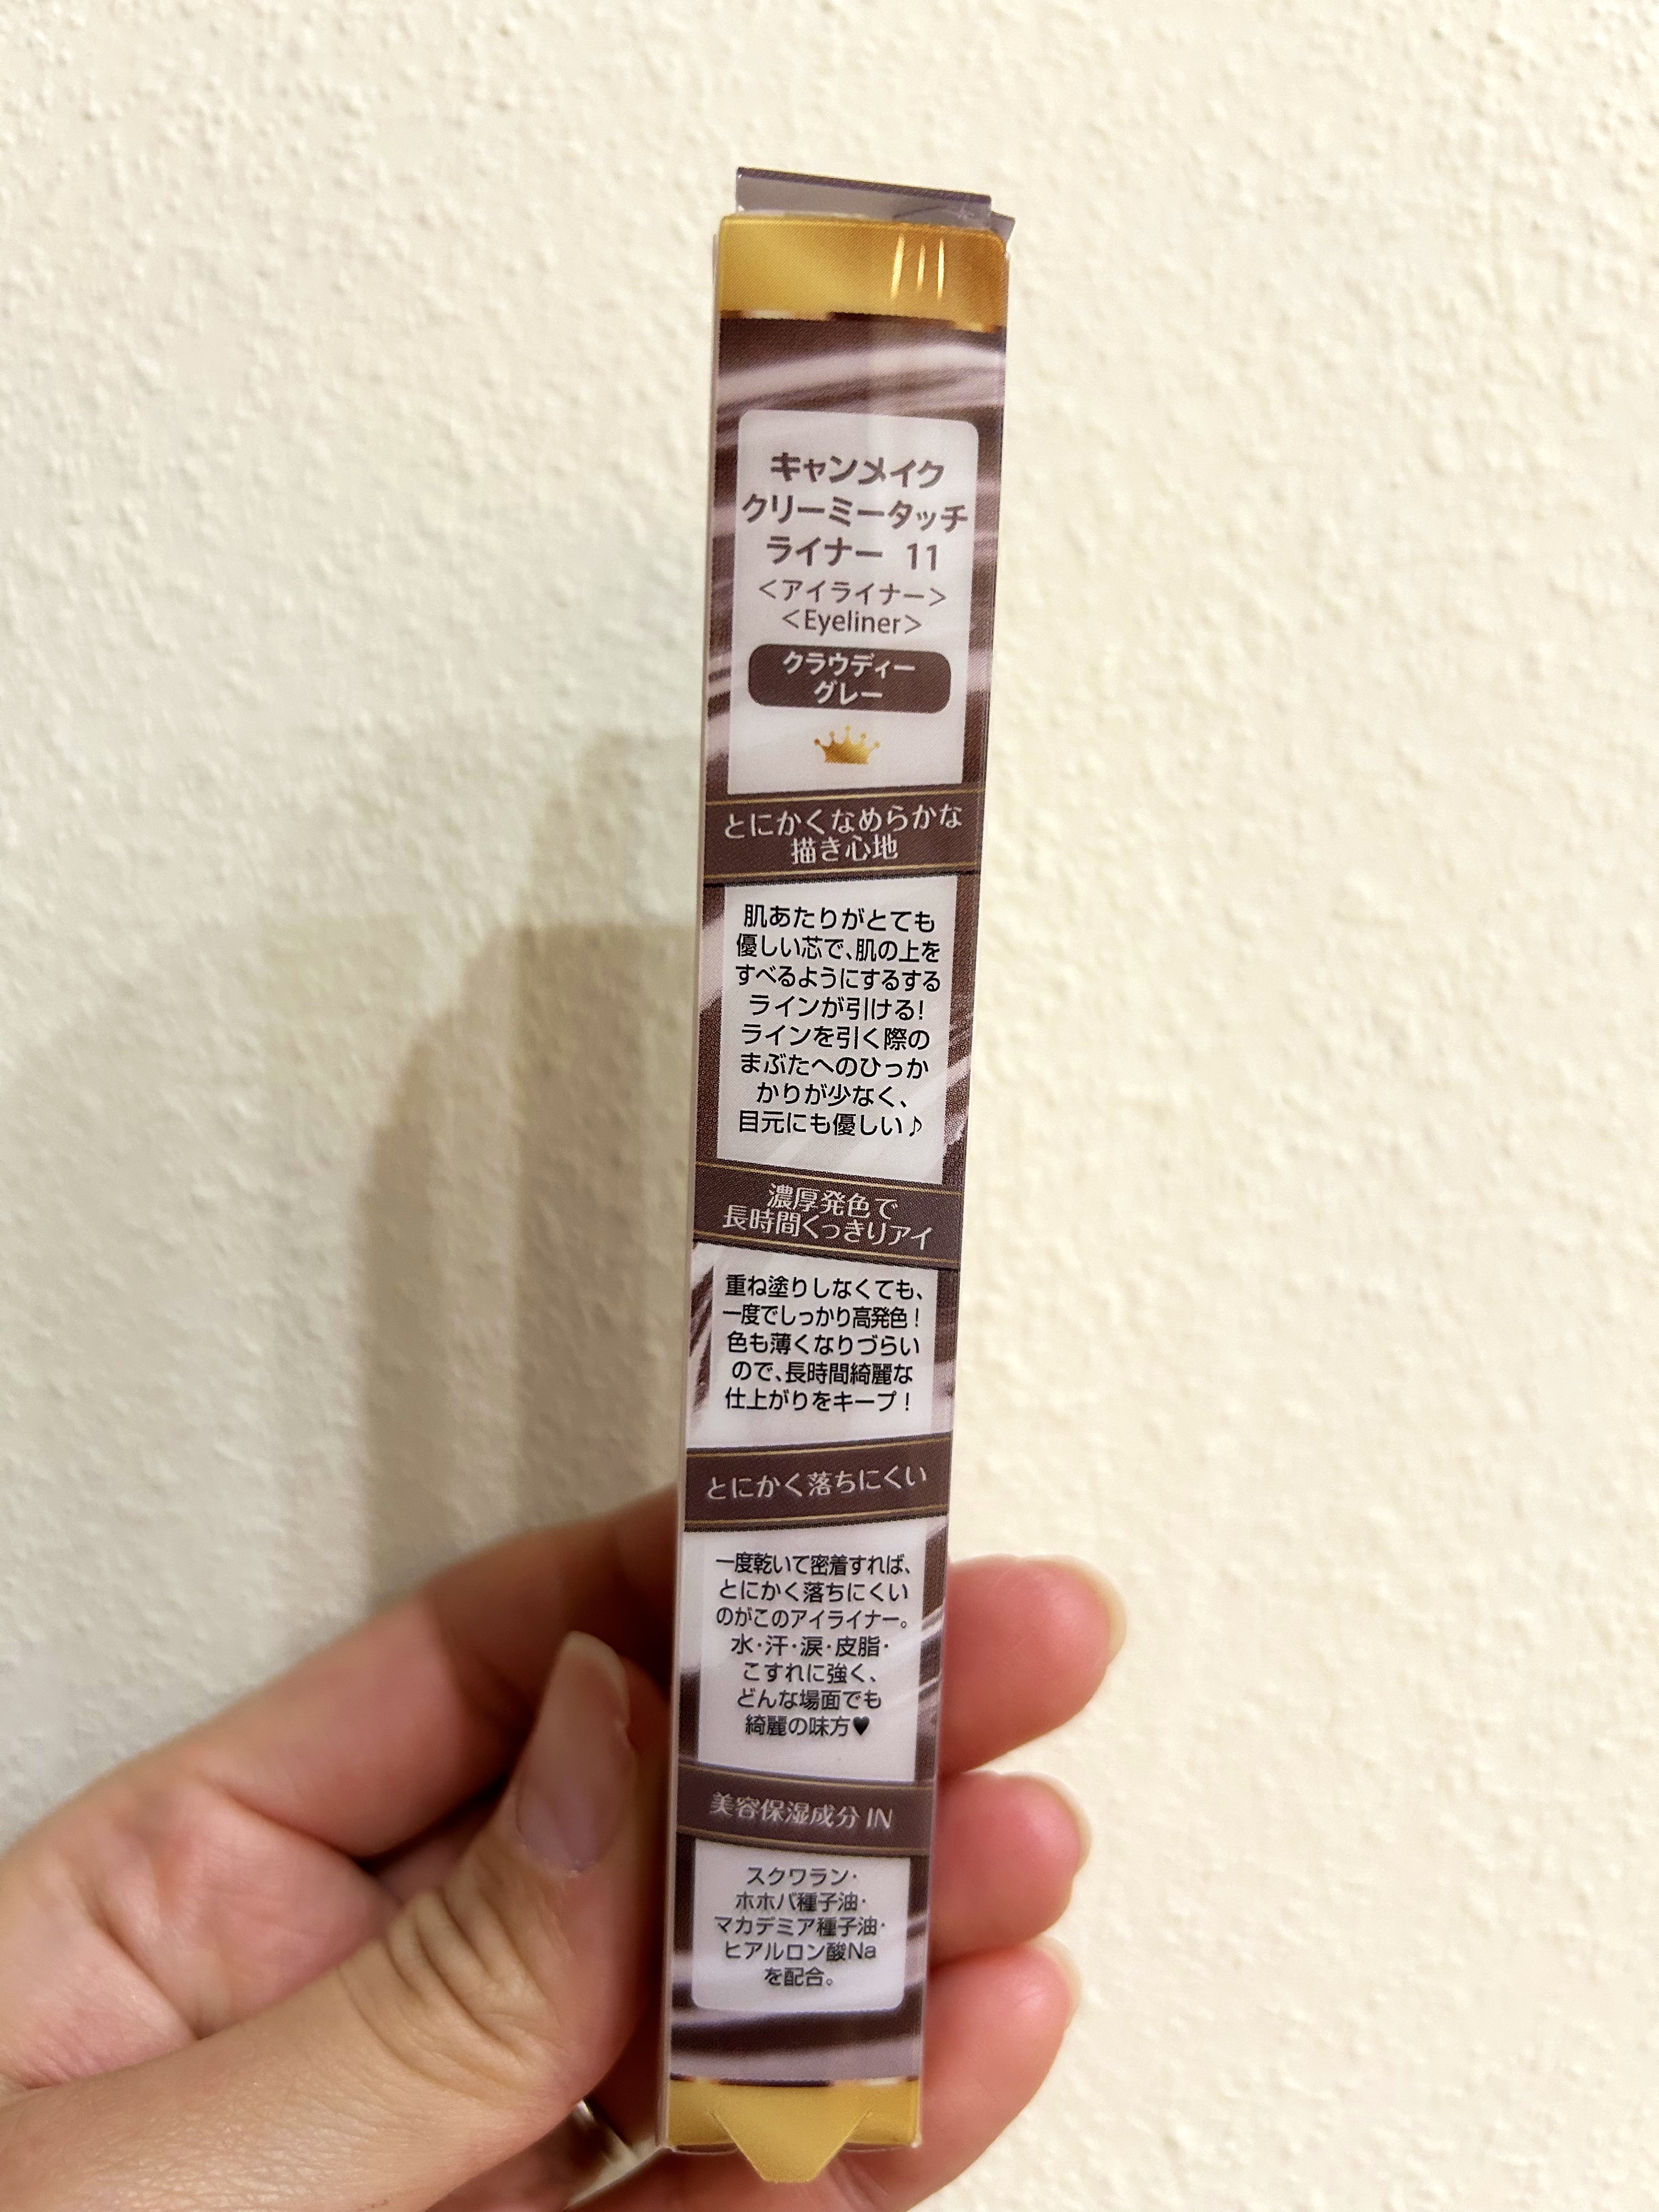 キャンメイク
クリーミータッチ
ライナー 11
＜アイライナー＞
＜Eyeliner＞
クラウディー
グレー
とにかくなめらかな
描き心地
肌あたりがとても
優しい芯で､肌の上を
すべるようにするする
ラインが引ける!
ラインを引く際の
まぶたへのひっか
かりが少なく、
目元にも優しい♪
濃厚発色で
長時間くっきりアイ
重ね塗りしなくても、
一度でしっかり高発色！
色も薄くなりづらい
ので､長時間綺麗な
仕上がりをキープ！
とにかく落ちにくい
一度乾いて密着すれば、
とにかく落ちにくい
のがこのアイライナー。
水･汗･涙･皮脂･
こすれに強く、
どんな場面でも
綺麗の味方♥
美容保湿成分 IN
スクワラン･
ホホバ種子油･
マカデミア種子油･
ヒアルロン酸Na
を配合。